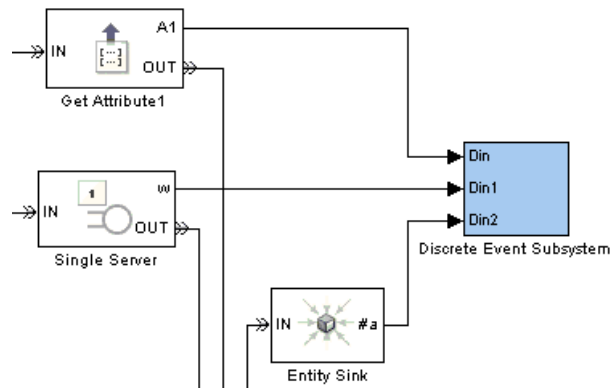 A1
IN
[...]
OUT
Get Attribute1
Din
1
w
Din1
IN
Din2
OUT
Discrete Event Subsystem
Single Server
IN
#a
Entity Sink